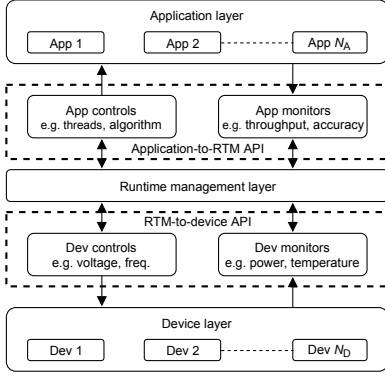 Application layer
App 1 App 2 App N_A
App controls
e.g. threads, algorithm
App monitors
e.g. throughput, accuracy
Application-to-RTM API
Runtime management layer
RTM-to-device API
Dev controls
e.g. voltage, freq.
Dev monitors
e.g. power, temperature
Device layer
Dev 1 Dev 2 Dev N_D